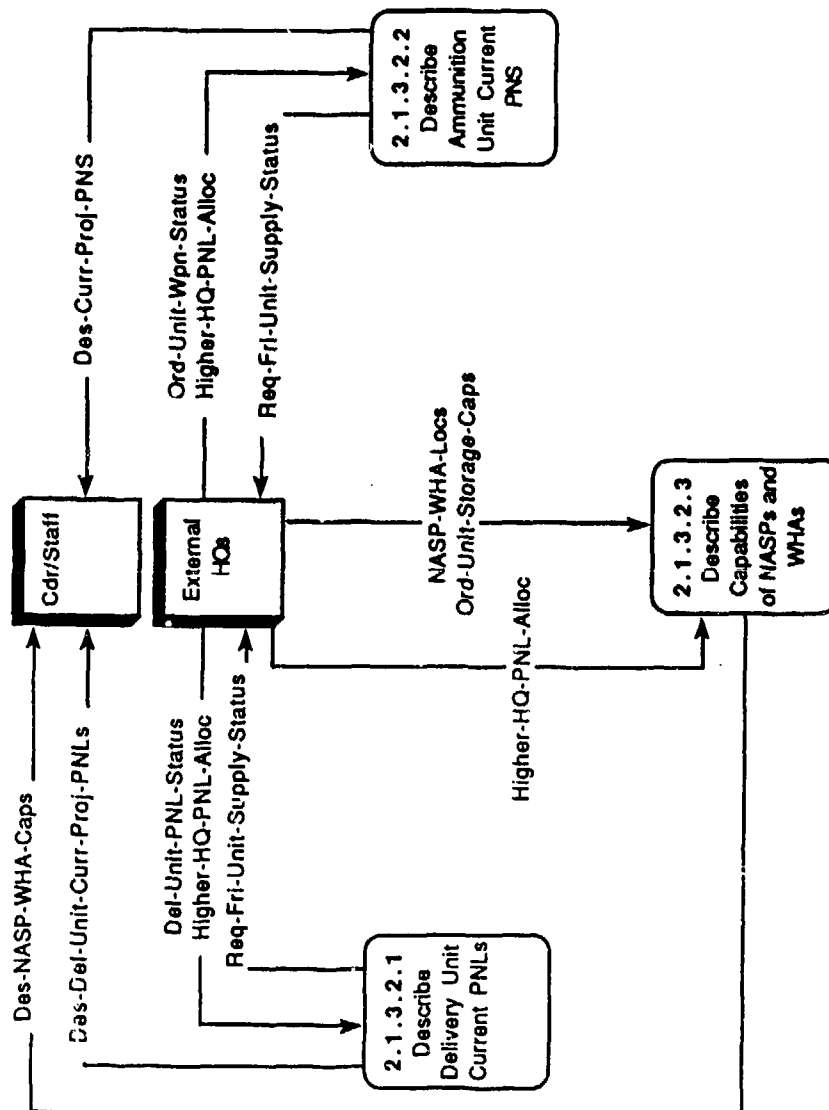 Des-NASP-WHA-Caps
Das-Del-Unit-Curr-Proj-PNLs
Cdr/Staff
Des-Curr-Proj-PNS
Del-Unit-PNL-Status
Higher-HQ-PNL-Alloc
Req-Fri-Unit-Supply-Status
External
HQs
Ord-Unit-Wpn-Status
Higher-HQ-PNL-Alloc
Req-Fri-Unit-Supply-Status
2.1.3.2.1
Describe
Delivery Unit
Current PNLs
Higher-HQ-PNL-Alloc
NASP-WHA-Locs
Ord-Unit-Storage-Caps
2.1.3.2.2
Describe
Ammunition
Unit Current
PNS
2.1.3.2.3
Describe
Capabilities
of NASPs and
WHAs